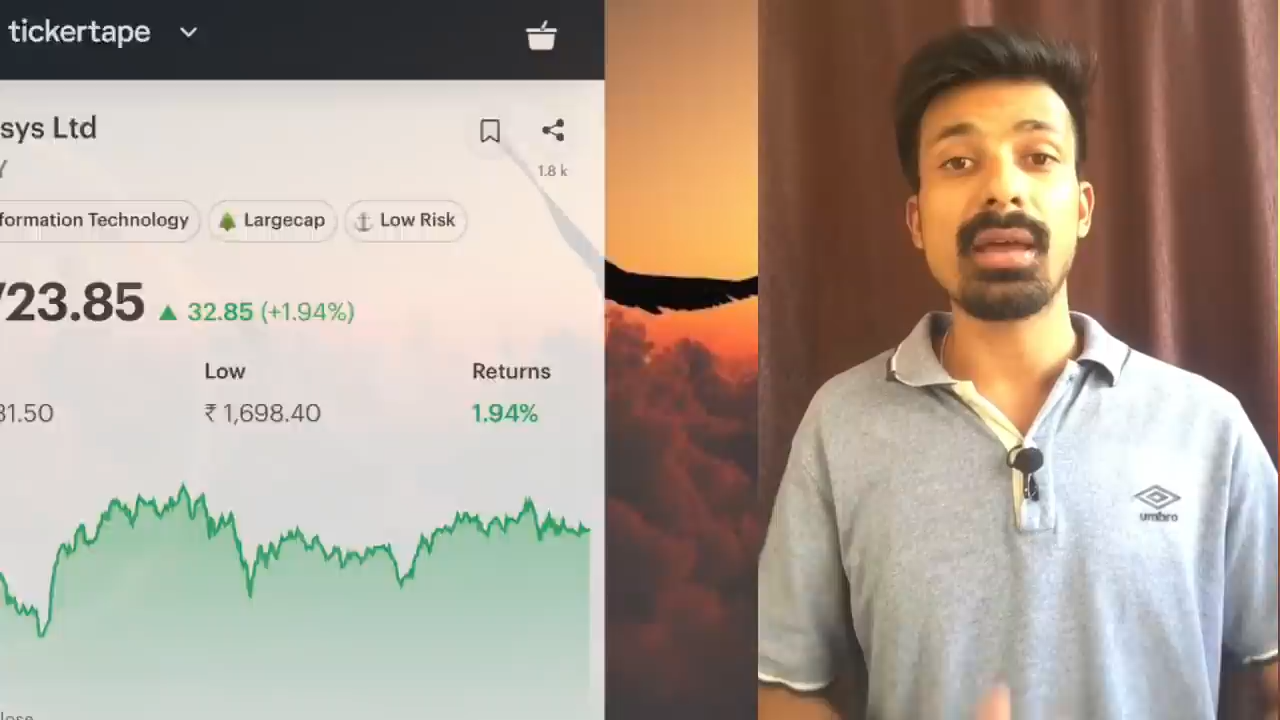 tickertape
sys Ltd
Y
1.8 k
formation Technology
Largecap
Low Risk
723.85 ▲ 32.85 (+1.94%)
Low
Returns
31.50
₹ 1,698.40
1.94%
umbro